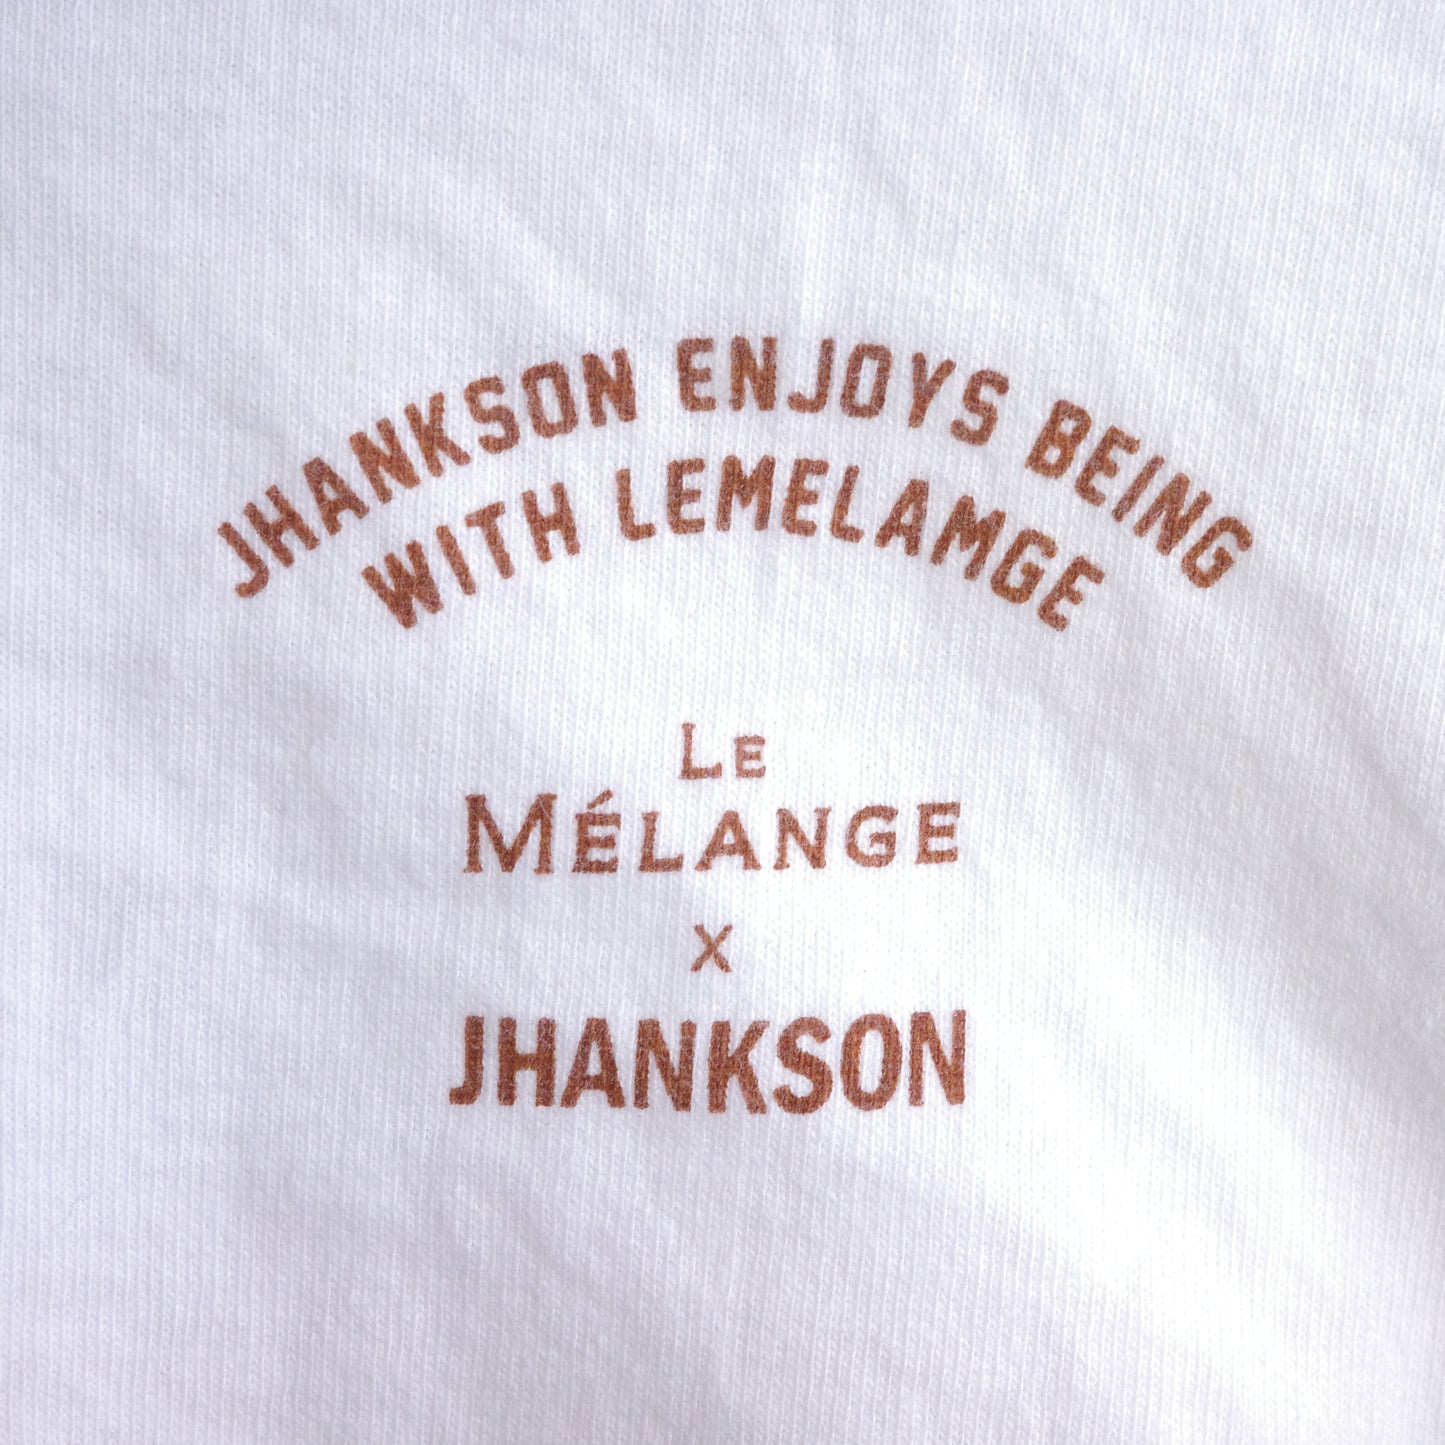 JHANKSON ENJOYS BEING
WITH LEMELAMGE
LE
MÉLANGE
X
JHANKSON